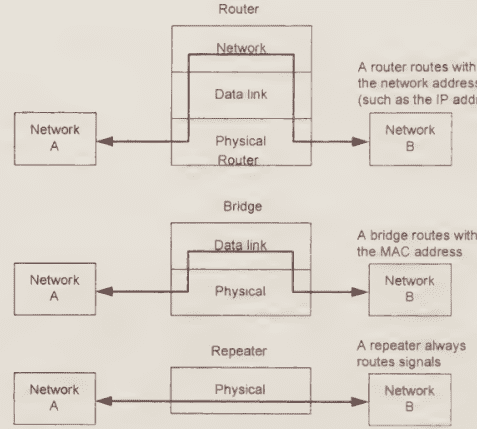 Router
Network
Data link
Physical
Router
Network
A
Network
B
A router routes with
the network address
(such as the IP addr
Bridge
Data link
Physical
Network
A
Network
B
A bridge routes with
the MAC address
Repeater
Physical
Network
A
Network
B
A repeater always
routes signals